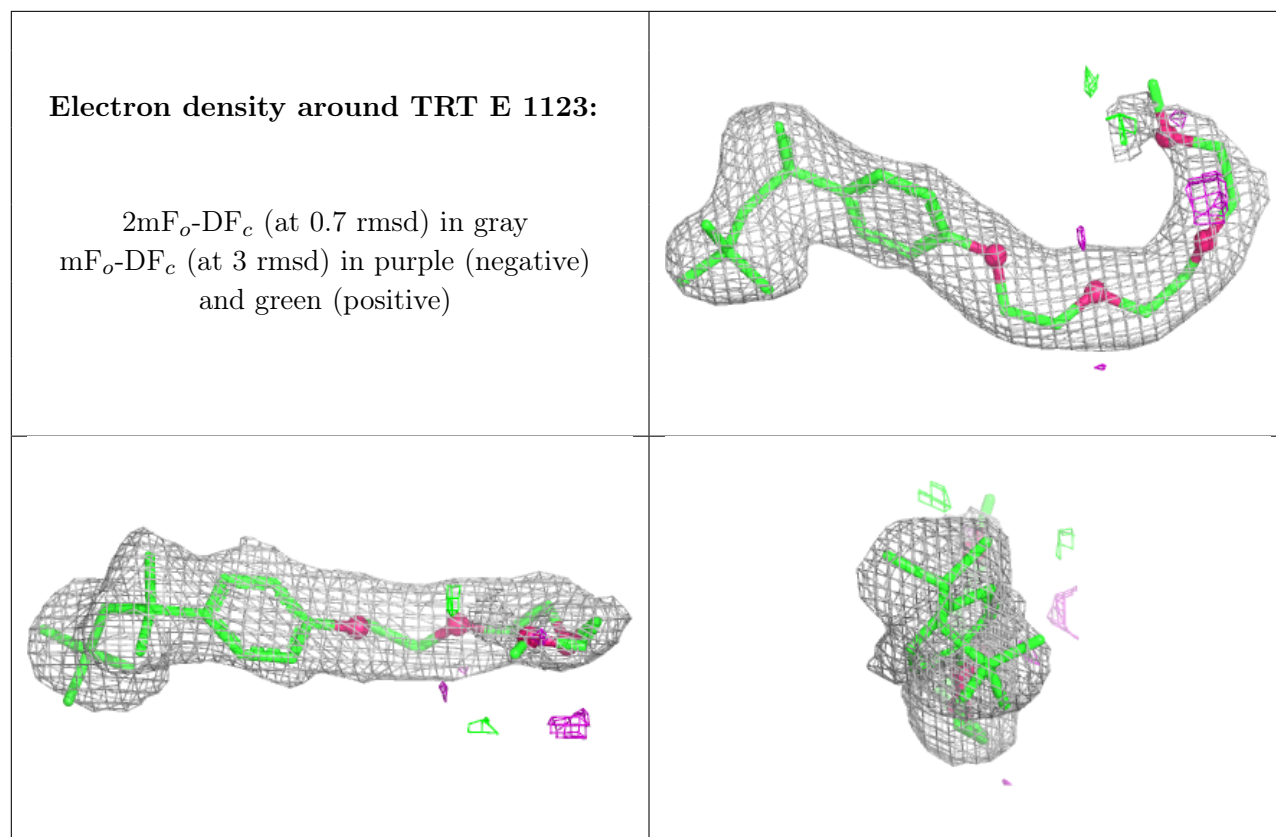 Electron density around TRT E 1123:
2mFo-DFc (at 0.7 rmsd) in gray
mFo-DFc (at 3 rmsd) in purple (negative)
and green (positive)